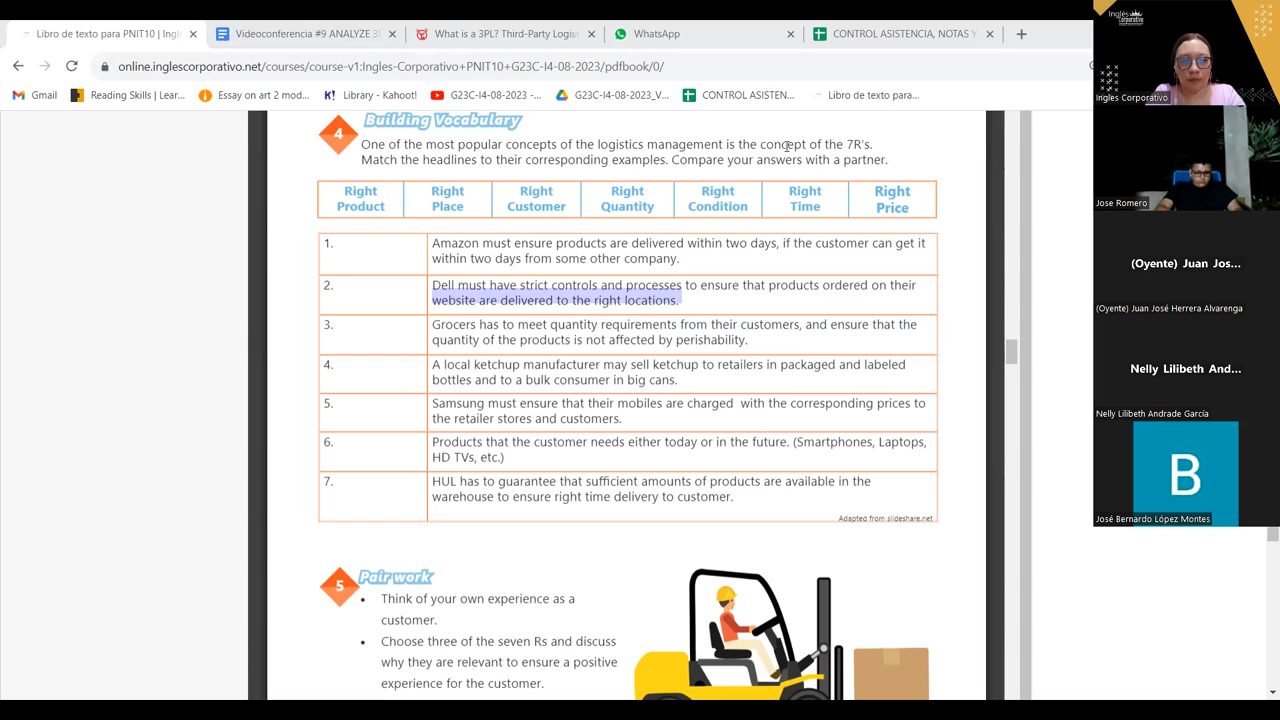 Libro de texto para PNIT10 | Ingl
Videoconferencia #9 ANALYZE 3
What is a 3PL? Third-Party Logist
WhatsApp
CONTROL ASISTENCIA, NOTAS Y
online.inglescorporativo.net/courses/course-v1:Ingles-Corporativo+PNIT10+G23C-I4-08-2023/pdfbook/0/
Gmail
Reading Skills | Lear...
Essay on art 2 mod...
Library - Kahoot
G23C-I4-08-2023 -...
G23C-I4-08-2023_V...
CONTROL ASISTEN...
Libro de texto para...
4
Building Vocabulary
One of the most popular concepts of the logistics management is the concept of the 7R's.
Match the headlines to their corresponding examples. Compare your answers with a partner.
Right Product
Right Place
Right Customer
Right Quantity
Right Condition
Right Time
Right Price
1. Amazon must ensure products are delivered within two days, if the customer can get it
within two days from some other company.
2. Dell must have strict controls and processes to ensure that products ordered on their
website are delivered to the right locations.
3. Grocers has to meet quantity requirements from their customers, and ensure that the
quantity of the products is not affected by perishability.
4. A local ketchup manufacturer may sell ketchup to retailers in packaged and labeled
bottles and to a bulk consumer in big cans.
5. Samsung must ensure that their mobiles are charged with the corresponding prices to
the retailer stores and customers.
6. Products that the customer needs either today or in the future. (Smartphones, Laptops,
HD TVs, etc.)
7. HUL has to guarantee that sufficient amounts of products are available in the
warehouse to ensure right time delivery to customer.
Adapted from slideshare.net
5
Pair work
• Think of your own experience as a
customer.
• Choose three of the seven Rs and discuss
why they are relevant to ensure a positive
experience for the customer.
Inglés
Corporativo
Ingles Corporativo
Jose Romero
(Oyente) Juan Jos...
(Oyente) Juan José Herrera Alvarenga
Nelly Lilibeth And...
Nelly Lilibeth Andrade García
B
José Bernardo López Montes